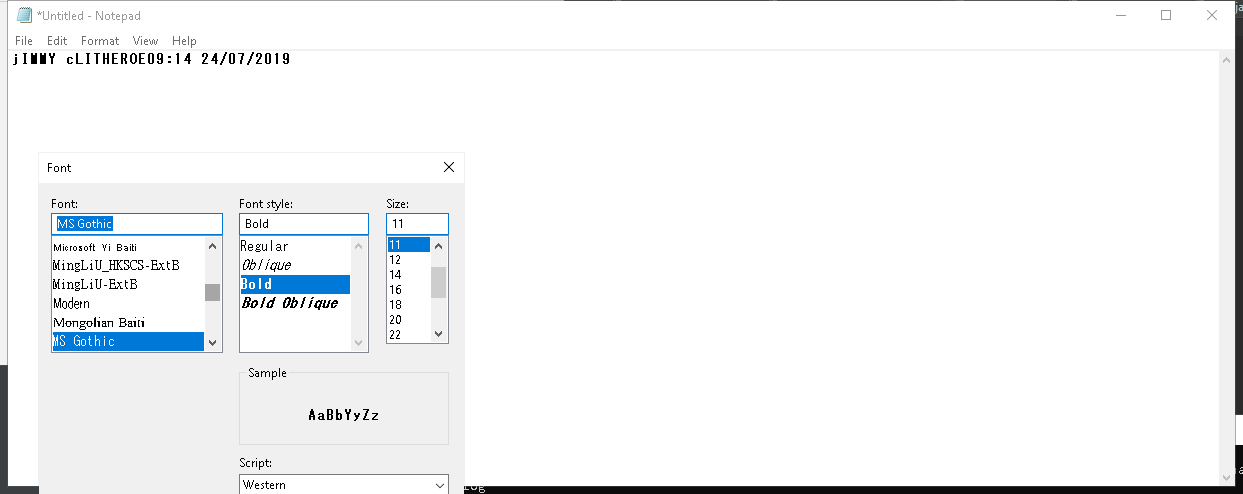 *Untitled - Notepad
File Edit Format View Help
jIMMY cLITHEROE09:14 24/07/2019
Font
Font: Font style: Size:
MS Gothic Bold 11
Microsoft Yi Baiti
MingLiU_HKSCS-ExtB
MingLiU-ExtB
Modern
Mongolian Baiti
MS Gothic
Regular
Oblique
Bold
Bold Oblique
11
12
14
16
18
20
22
Sample
AaBbYyZz
Script:
Western